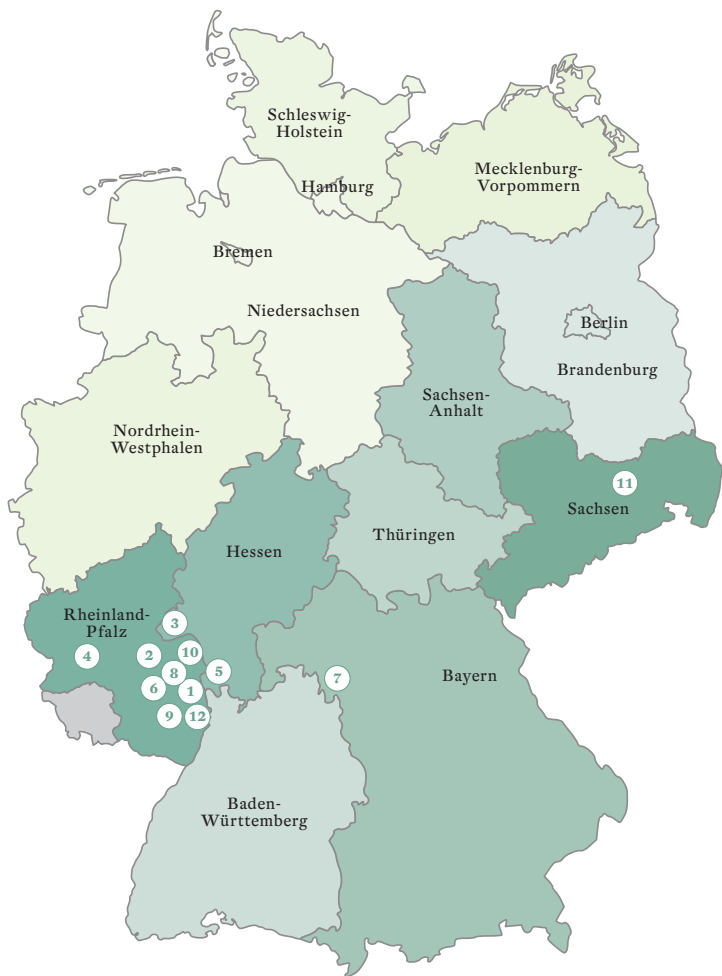 Schleswig-
Holstein
Mecklenburg-
Vorpommern
Hamburg
Bremen
Niedersachsen
Berlin
Brandenburg
Sachsen-
Anhalt
Nordrhein-
Westphalen
11
Sachsen
Thüringen
Hessen
Rheinland-
Pfalz
3
4
2
10
8
5
6
1
7
9
12
Bayern
Baden-
Württemberg